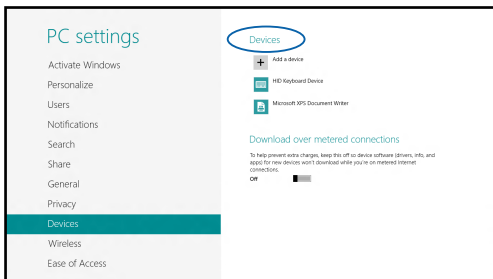 PC settings
Activate Windows
Personalize
Users
Notifications
Search
Share
General
Privacy
Devices
Wireless
Ease of Access
Devices
Add a device
HID Keyboard Device
Microsoft XPS Document Writer
Download over metered connections
To help prevent extra charges, keep this off so device software (drivers, info, and
apps) for new devices won't download while you're on metered Internet
connections.
Off